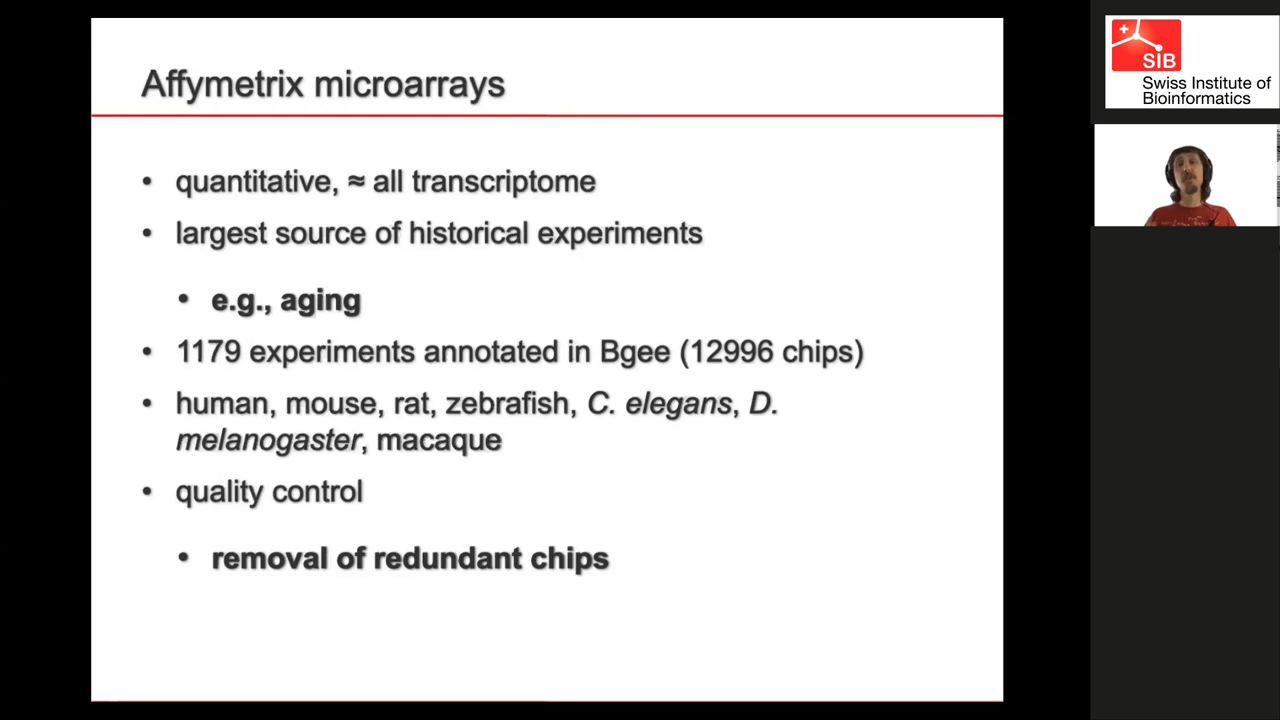 Affymetrix microarrays
• quantitative, ≈ all transcriptome
• largest source of historical experiments
• e.g., aging
• 1179 experiments annotated in Bgee (12996 chips)
• human, mouse, rat, zebrafish, C. elegans, D.
melanogaster, macaque
• quality control
• removal of redundant chips
SIB
Swiss Institute of
Bioinformatics